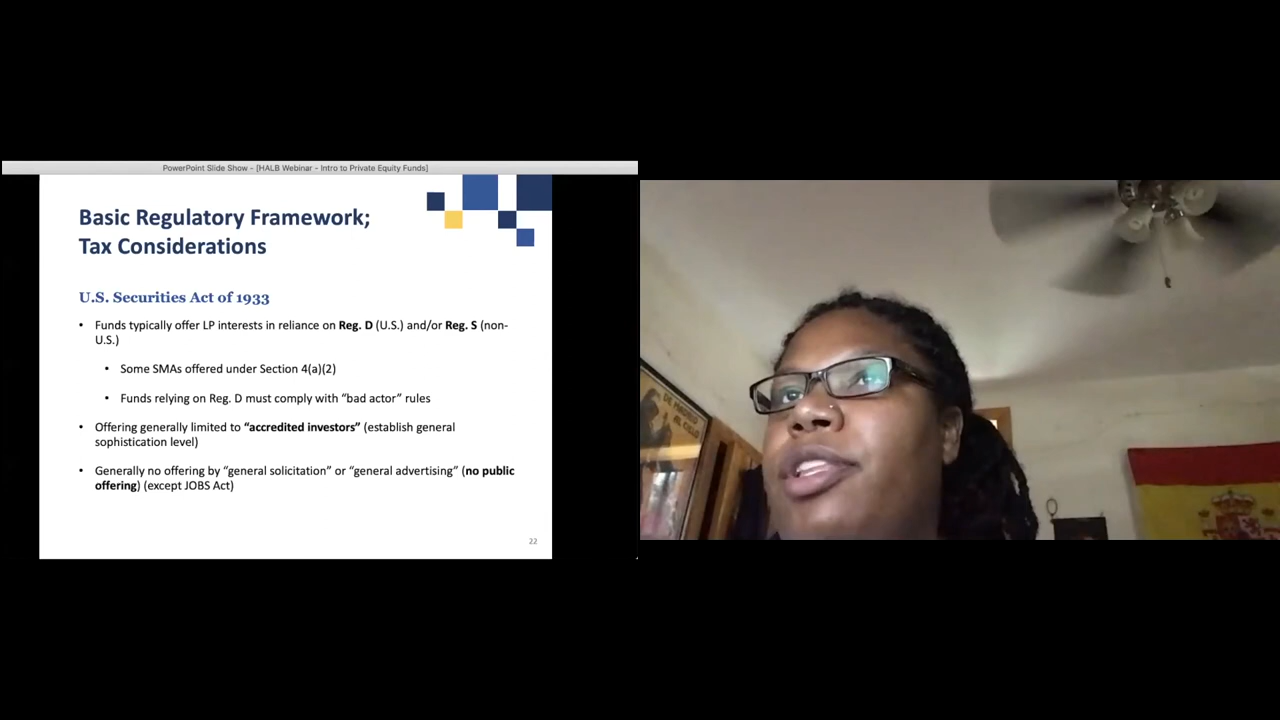 PowerPoint Slide Show - [HALB Webinar - Intro to Private Equity Funds]
Basic Regulatory Framework;
Tax Considerations
U.S. Securities Act of 1933
• Funds typically offer LP interests in reliance on Reg. D (U.S.) and/or Reg. S (non-
U.S.)
• Some SMAs offered under Section 4(a)(2)
• Funds relying on Reg. D must comply with “bad actor” rules
• Offering generally limited to “accredited investors” (establish general
sophistication level)
• Generally no offering by “general solicitation” or “general advertising” (no public
offering) (except JOBS Act)
22
AL CIELO